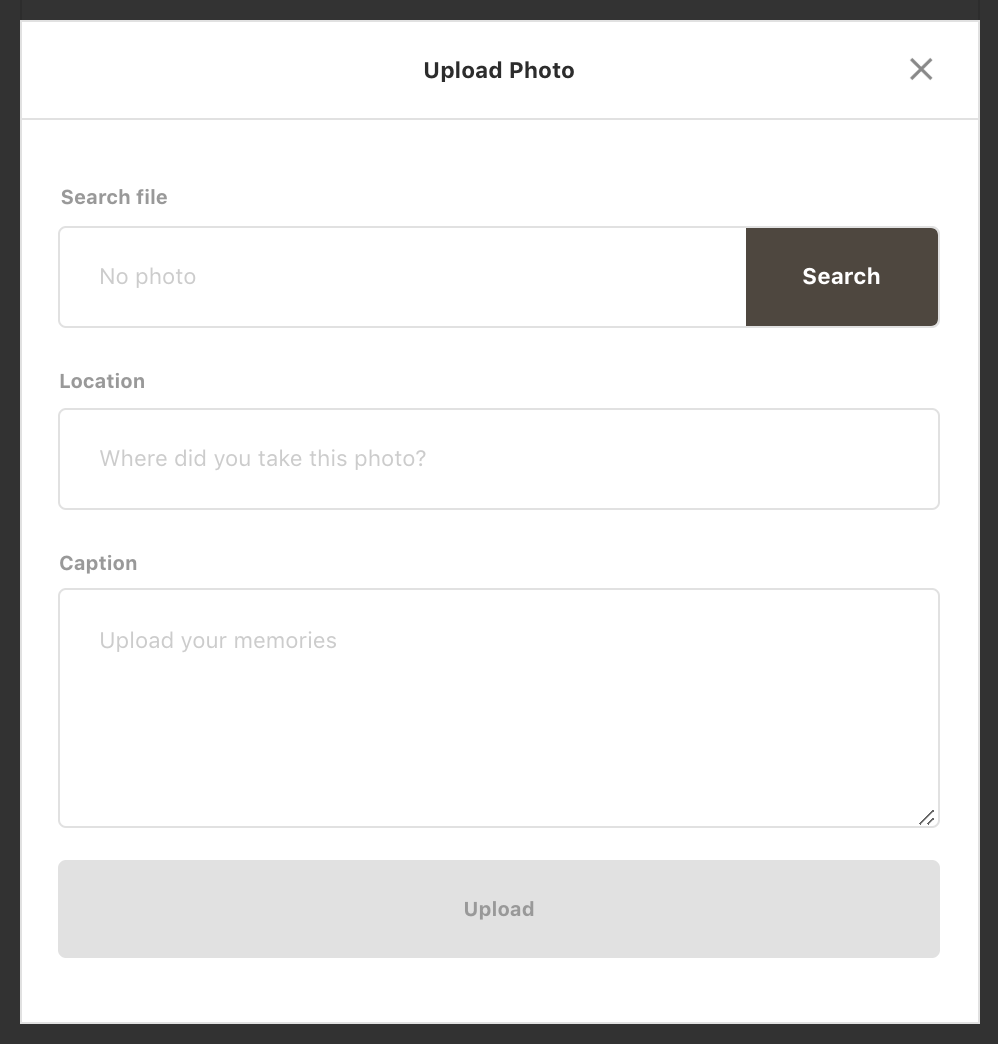 Upload Photo
Search file
No photo
Search
Location
Where did you take this photo?
Caption
Upload your memories
Upload